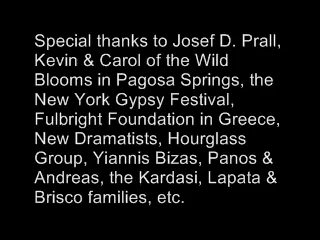 Special thanks to Josef D. Prall,
Kevin & Carol of the Wild
Blooms in Pagosa Springs, the
New York Gypsy Festival,
Fulbright Foundation in Greece,
New Dramatists, Hourglass
Group, Yiannis Bizas, Panos &
Andreas, the Kardasi, Lapata &
Brisco families, etc.